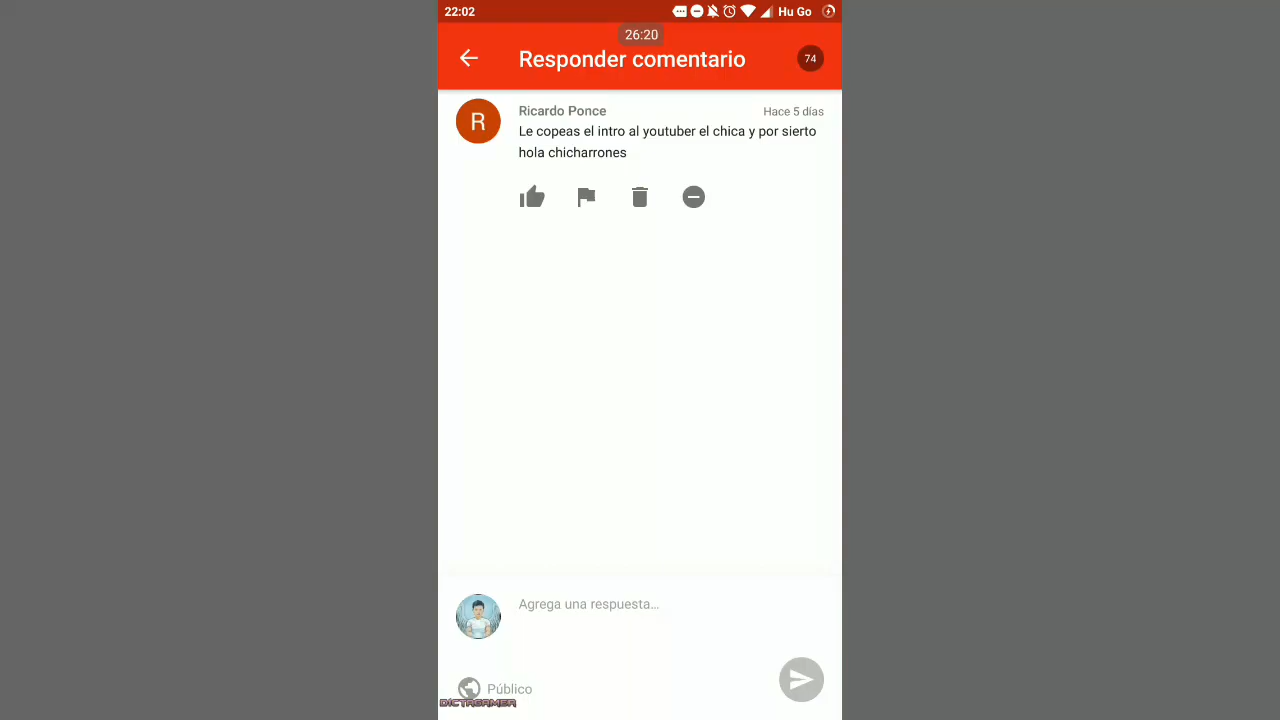 22:02
Hu Go
26:20
Responder comentario
74
R
Ricardo Ponce
Hace 5 días
Le copeas el intro al youtuber el chica y por sierto
hola chicharrones
Agrega una respuesta...
Público
DICTAGAMER